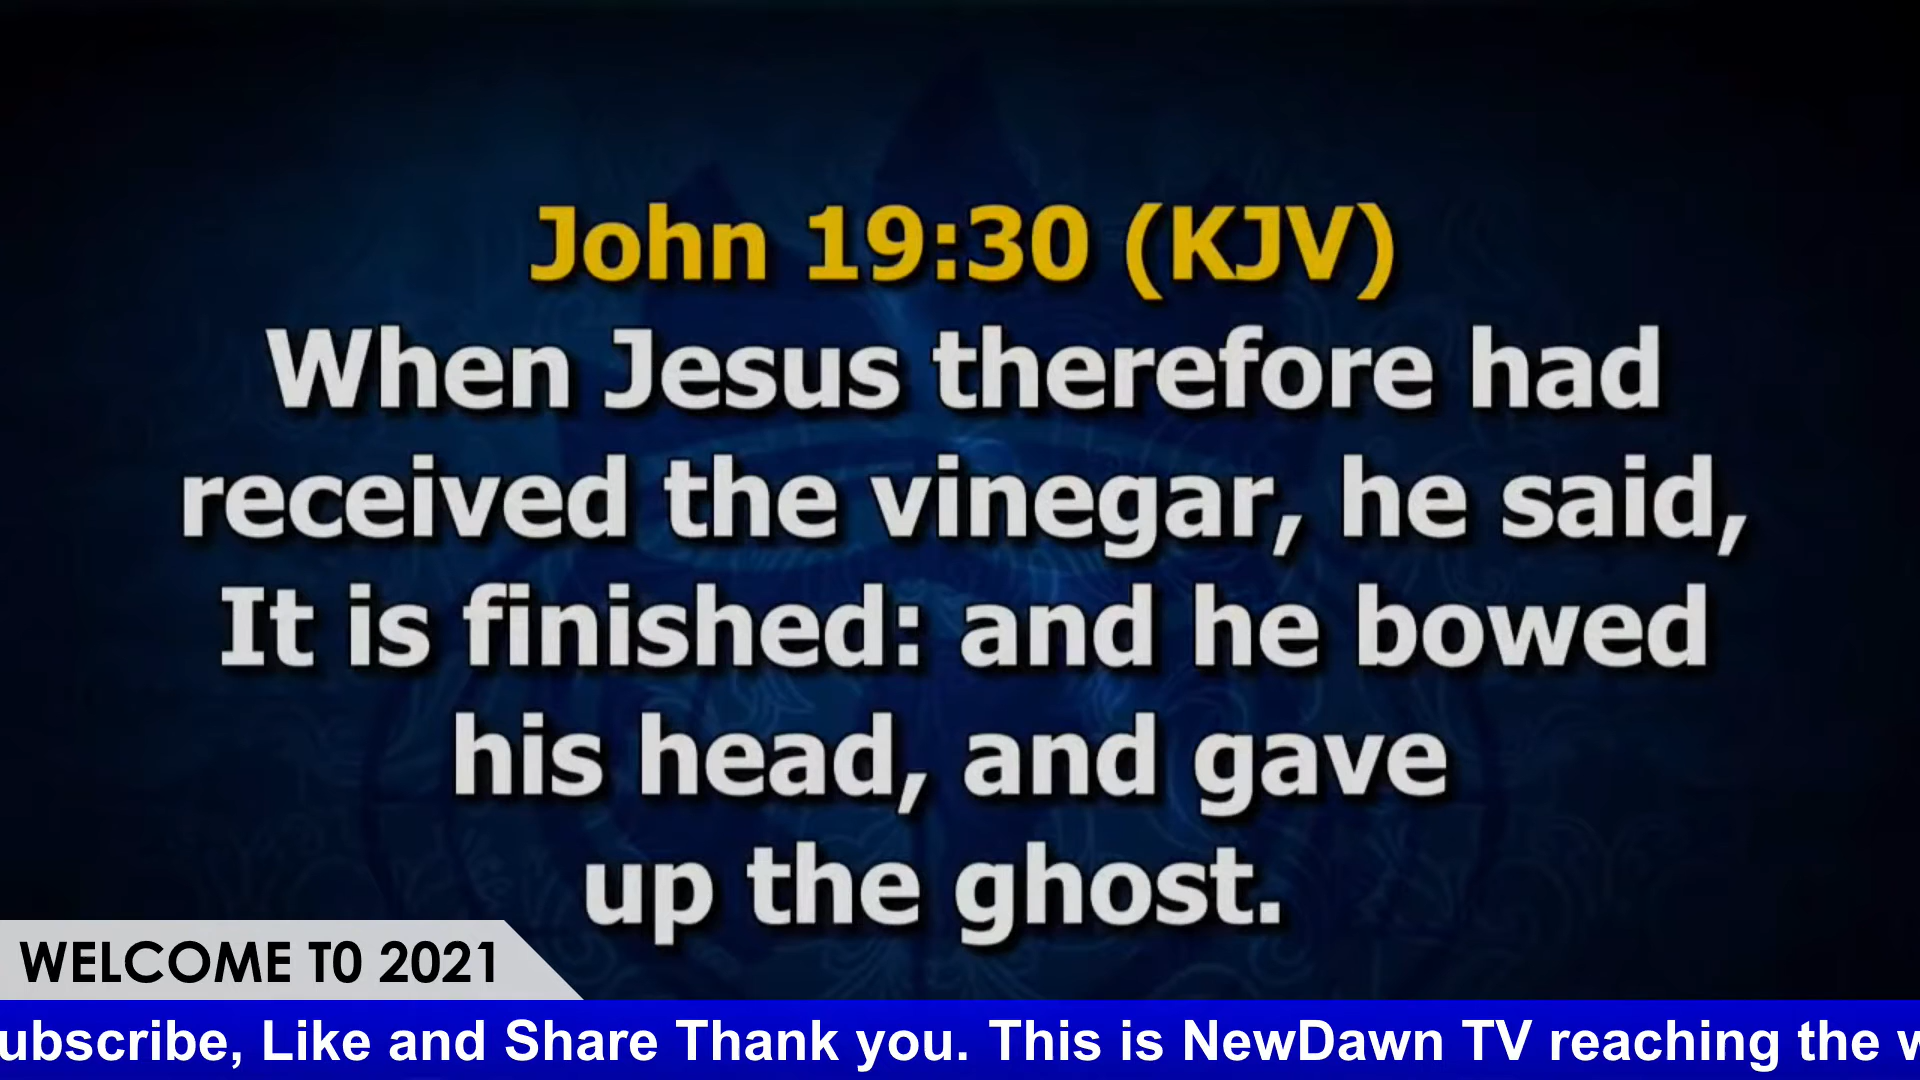 John 19:30 (KJV)
When Jesus therefore had
received the vinegar, he said,
It is finished: and he bowed
his head, and gave
up the ghost.
WELCOME T0 2021
ubscribe, Like and Share Thank you. This is NewDawn TV reaching the